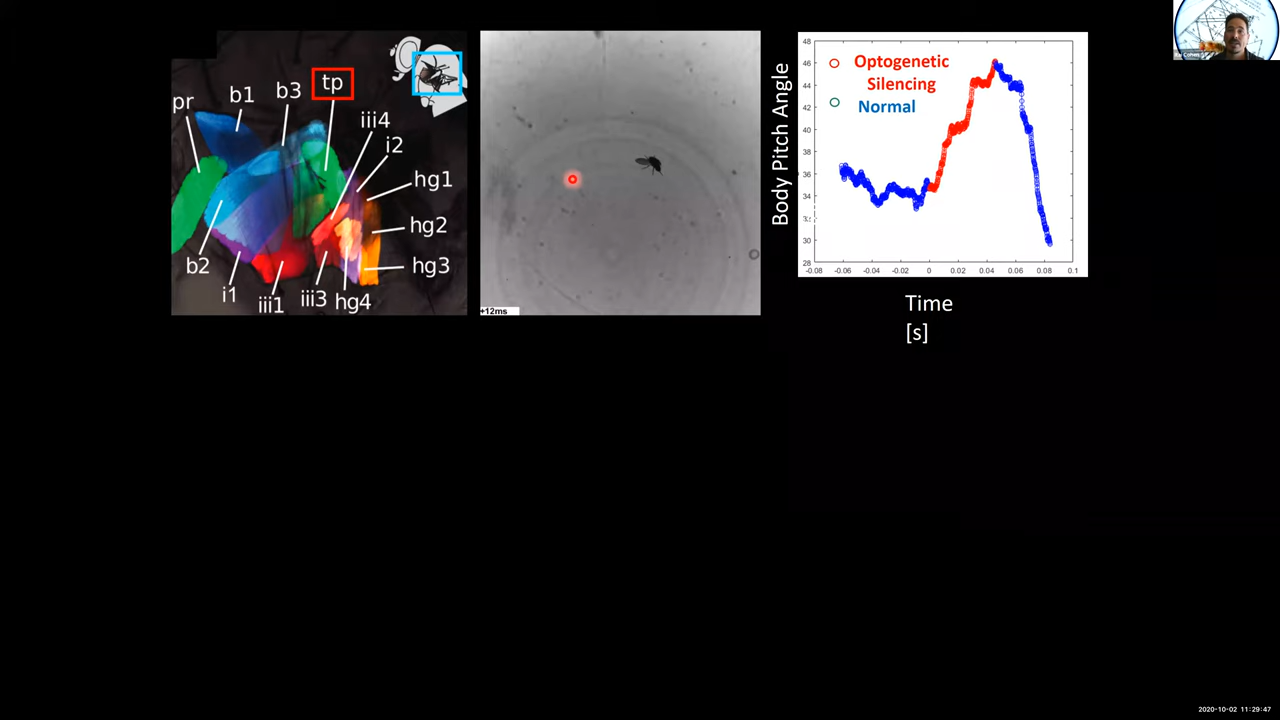 pr
b1
b3
tp
iii4
i2
hg1
hg2
hg3
b2
i1
iii1
iii3
hg4
+12ms
Body Pitch Angle
Optogenetic
Silencing
Normal
48
46
44
42
40
38
36
34
30
28
-0.08
-0.06
-0.04
-0.02
0
0.02
0.04
0.06
0.08
0.1
Time
[s]
Cohen
2020-10-02 11:29:47